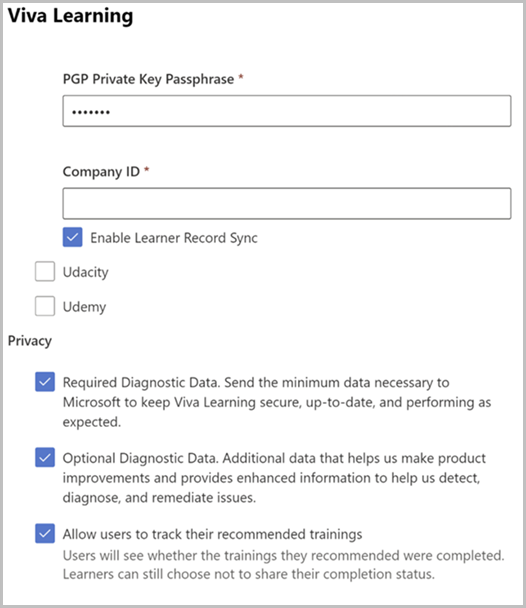 Viva Learning
PGP Private Key Passphrase *
•••••••
Company ID *
Enable Learner Record Sync
Udacity
Udemy
Privacy
Required Diagnostic Data. Send the minimum data necessary to
Microsoft to keep Viva Learning secure, up-to-date, and performing as
expected.
Optional Diagnostic Data. Additional data that helps us make product
improvements and provides enhanced information to help us detect,
diagnose, and remediate issues.
Allow users to track their recommended trainings
Users will see whether the trainings they recommended were completed.
Learners can still choose not to share their completion status.